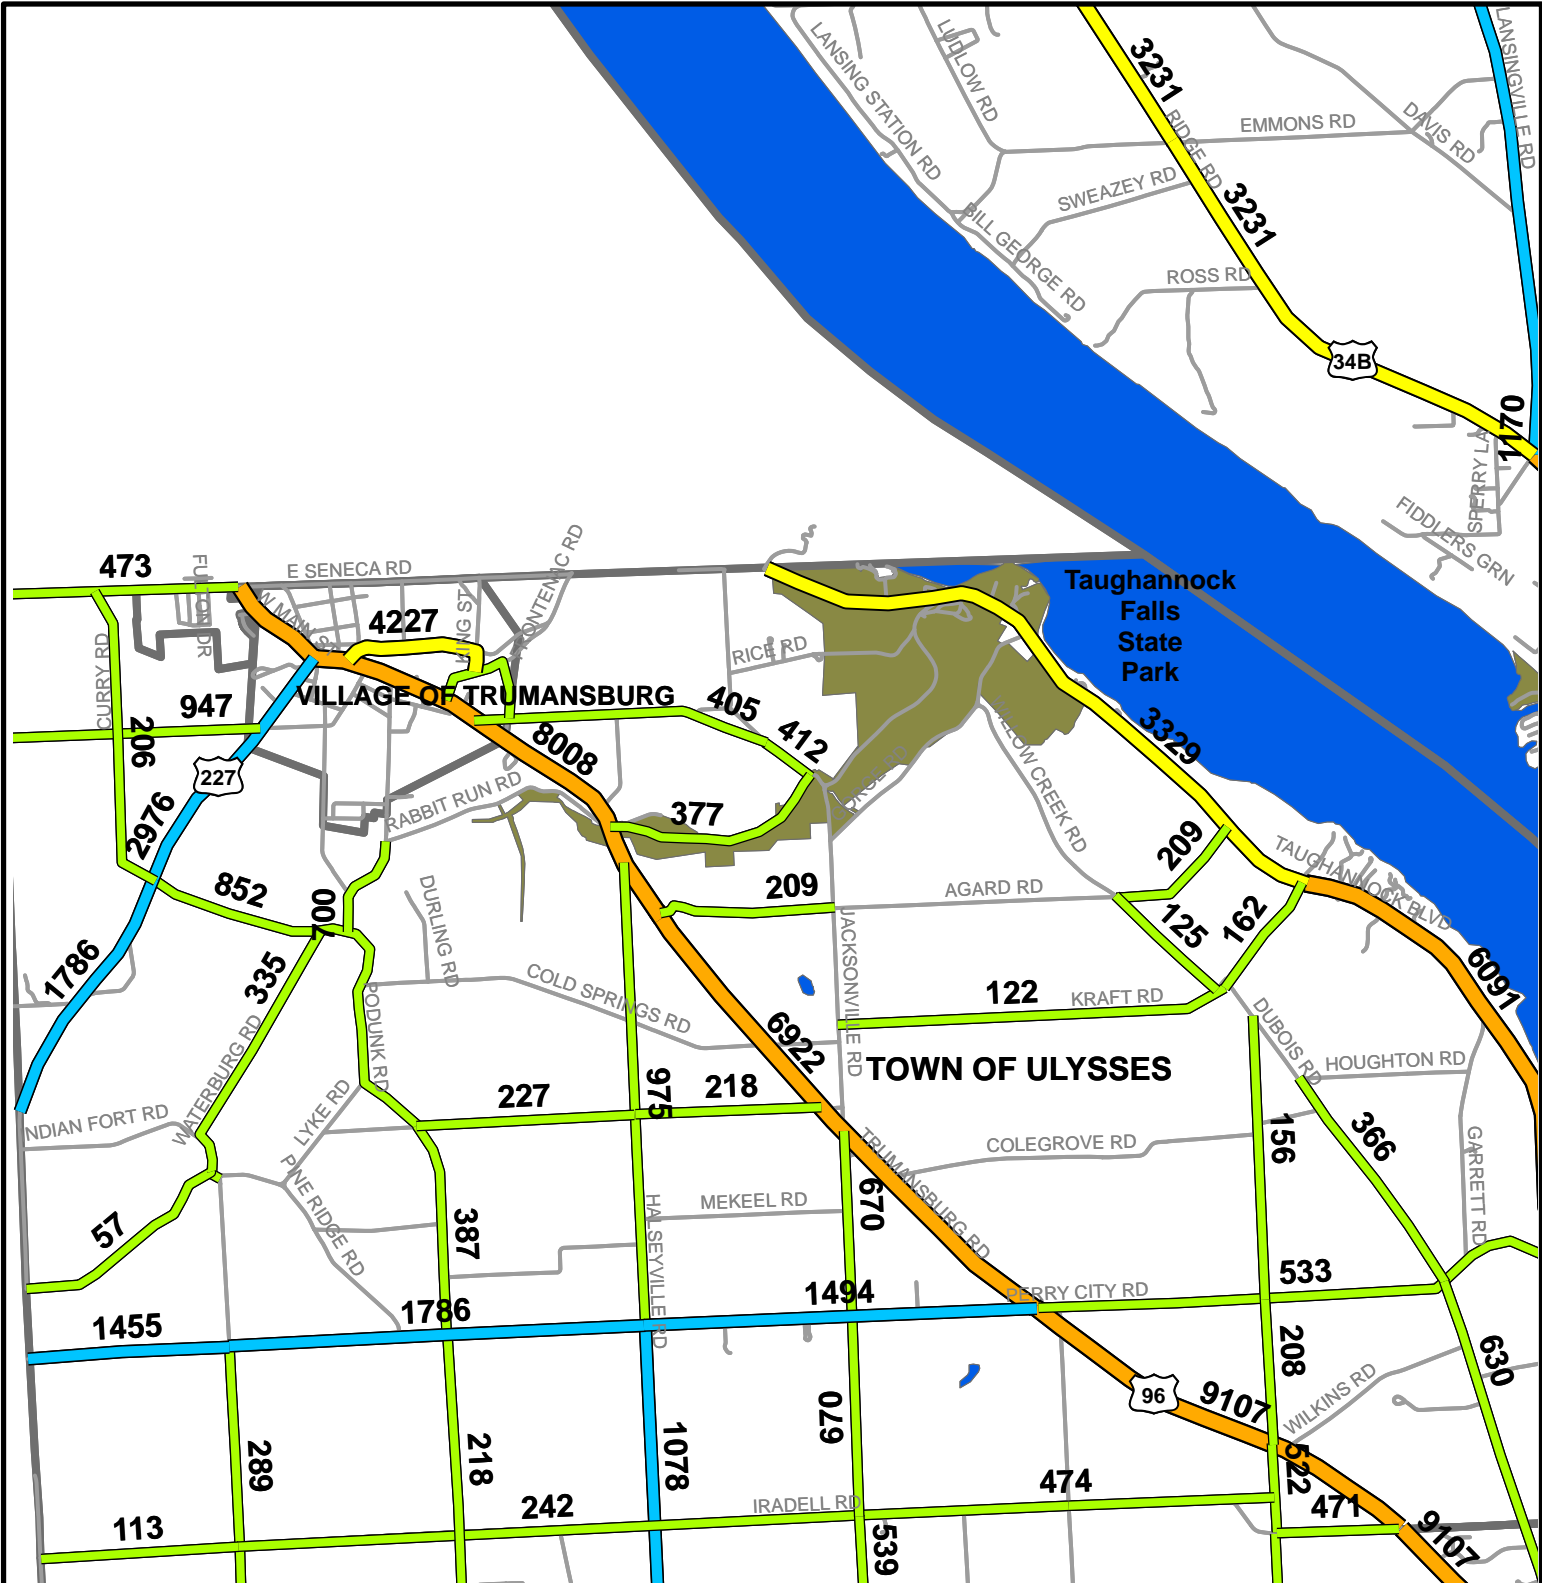 LANSING STATION RD
LUDLOW RD
3231
RIDGE RD
EMMONS RD
DAVIS RD
LANSINGVILLE RD
SWEAZEY RD
3231
BILL GEORGE RD
ROSS RD
34B
1170
SPERRY LA
FIDDLERS GRN
Taughannock
Falls
State
Park
473
E SENECA RD
W MAIN ST
4227
KING ST
CURRY RD
RICE RD
VILLAGE OF TRUMANSBURG
947
206
405
412
8008
3329
227
2976
RABBIT RUN RD
377
209
TAUGHANNOCK BLVD
852
700
DURLING RD
209
AGARD RD
125
162
1786
335
COLD SPRINGS RD
JACKSONVILLE RD
122
KRAFT RD
6091
PODUNK RD
6922
DUBOIS RD
WATERBURG RD
TOWN OF ULYSSES
HOUGHTON RD
NDIAN FORT RD
LYKE RD
227
975
218
156
366
TRUMANSBURG RD
COLEGROVE RD
GARRETT RD
PINE RIDGE RD
57
387
HALSEYVILLE RD
MEKEEL RD
670
533
1455
1786
1494
PERRY CITY RD
208
630
96
9107
WILKINS RD
289
218
1078
670
522
474
471
113
242
IRADELL RD
539
9107